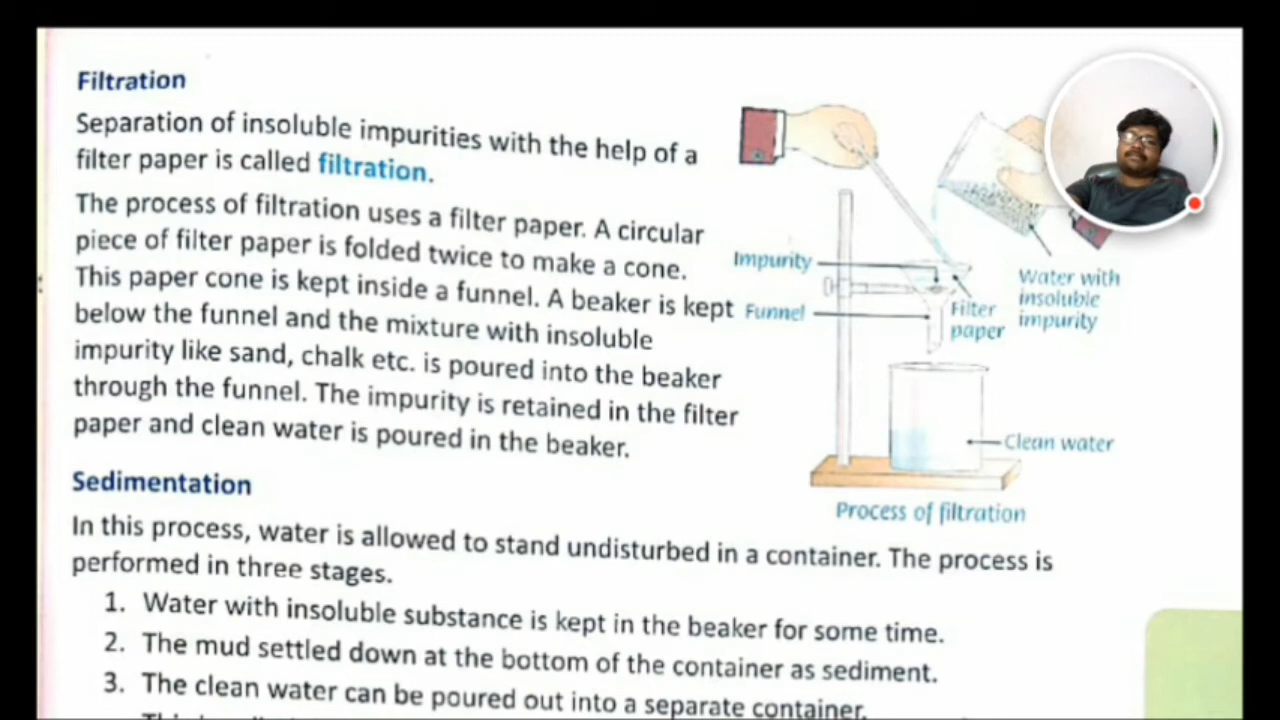 Filtration
Separation of insoluble impurities with the help of a
filter paper is called filtration.
The process of filtration uses a filter paper. A circular
piece of filter paper is folded twice to make a cone.
This paper cone is kept inside a funnel. A beaker is kept
below the funnel and the mixture with insoluble
impurity like sand, chalk etc. is poured into the beaker
through the funnel. The impurity is retained in the filter
paper and clean water is poured in the beaker.
Impurity
Funnel
Filter
paper
Water with
insoluble
impurity
Clean water
Process of filtration
Sedimentation
In this process, water is allowed to stand undisturbed in a container. The process is
performed in three stages.
1. Water with insoluble substance is kept in the beaker for some time.
2. The mud settled down at the bottom of the container as sediment.
3. The clean water can be poured out into a separate container.